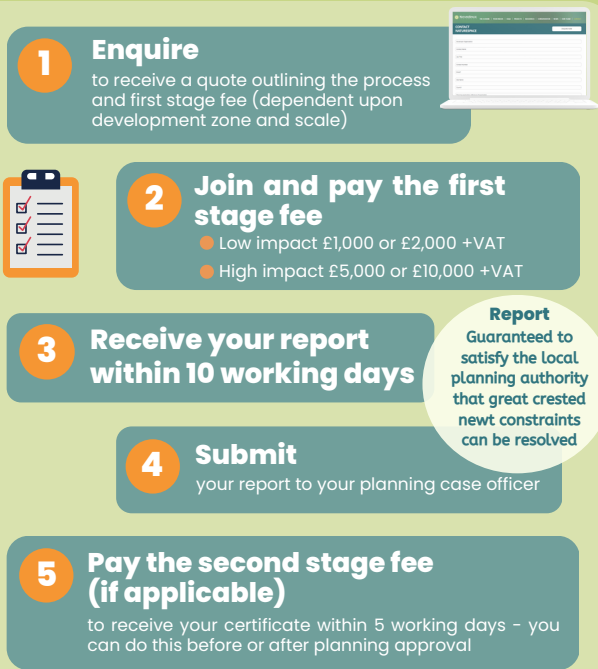 1
Enquire
to receive a quote outlining the process
and first stage fee (dependent upon
development zone and scale)
2
Join and pay the first
stage fee
Low impact £1,000 or £2,000 +VAT
High impact £5,000 or £10,000 +VAT
3
Receive your report
within 10 working days
Report
Guaranteed to
satisfy the local
planning authority
that great crested
newt constraints
can be resolved
4
Submit
your report to your planning case officer
5
Pay the second stage fee
(if applicable)
to receive your certificate within 5 working days - you
can do this before or after planning approval